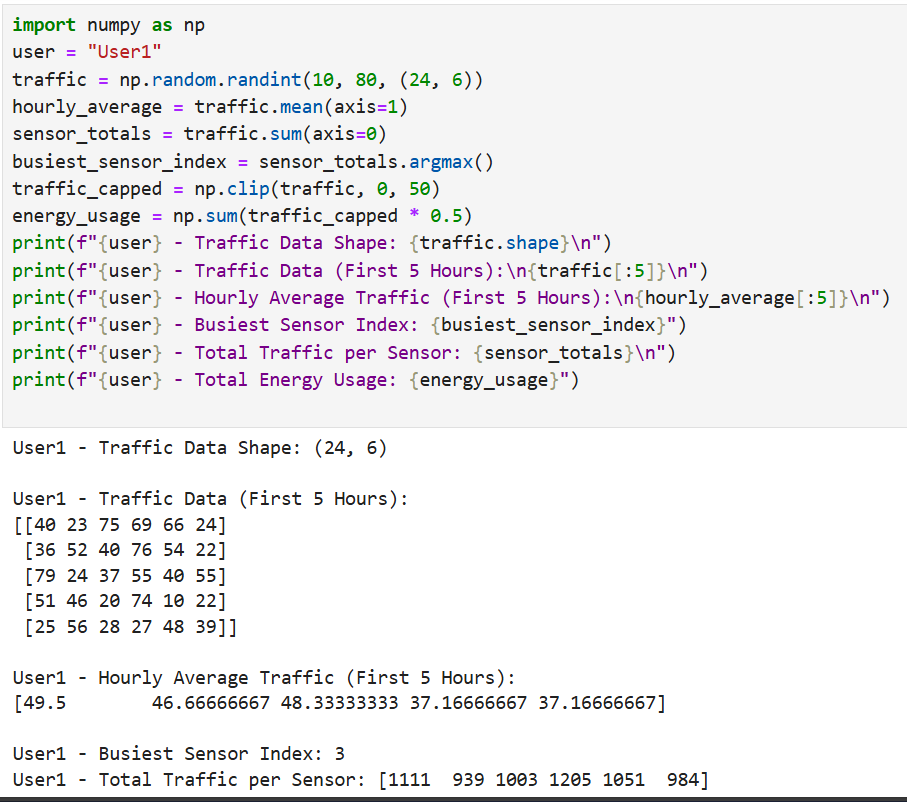 import numpy as np
user = "User1"
traffic = np.random.randint(10, 80, (24, 6))
hourly_average = traffic.mean(axis=1)
sensor_totals = traffic.sum(axis=0)
busiest_sensor_index = sensor_totals.argmax()
traffic_capped = np.clip(traffic, 0, 50)
energy_usage = np.sum(traffic_capped * 0.5)
print(f"{user} - Traffic Data Shape: {traffic.shape}\n")
print(f"{user} - Traffic Data (First 5 Hours):\n{traffic[:5]}\n")
print(f"{user} - Hourly Average Traffic (First 5 Hours):\n{hourly_average[:5]}\n")
print(f"{user} - Busiest Sensor Index: {busiest_sensor_index}")
print(f"{user} - Total Traffic per Sensor: {sensor_totals}\n")
print(f"{user} - Total Energy Usage: {energy_usage}")
User1 - Traffic Data Shape: (24, 6)
User1 - Traffic Data (First 5 Hours):
[[40 23 75 69 66 24]
 [36 52 40 76 54 22]
 [79 24 37 55 40 55]
 [51 46 20 74 10 22]
 [25 56 28 27 48 39]]
User1 - Hourly Average Traffic (First 5 Hours):
[49.5        46.66666667 48.33333333 37.16666667 37.16666667]
User1 - Busiest Sensor Index: 3
User1 - Total Traffic per Sensor: [1111  939 1003 1205 1051  984]